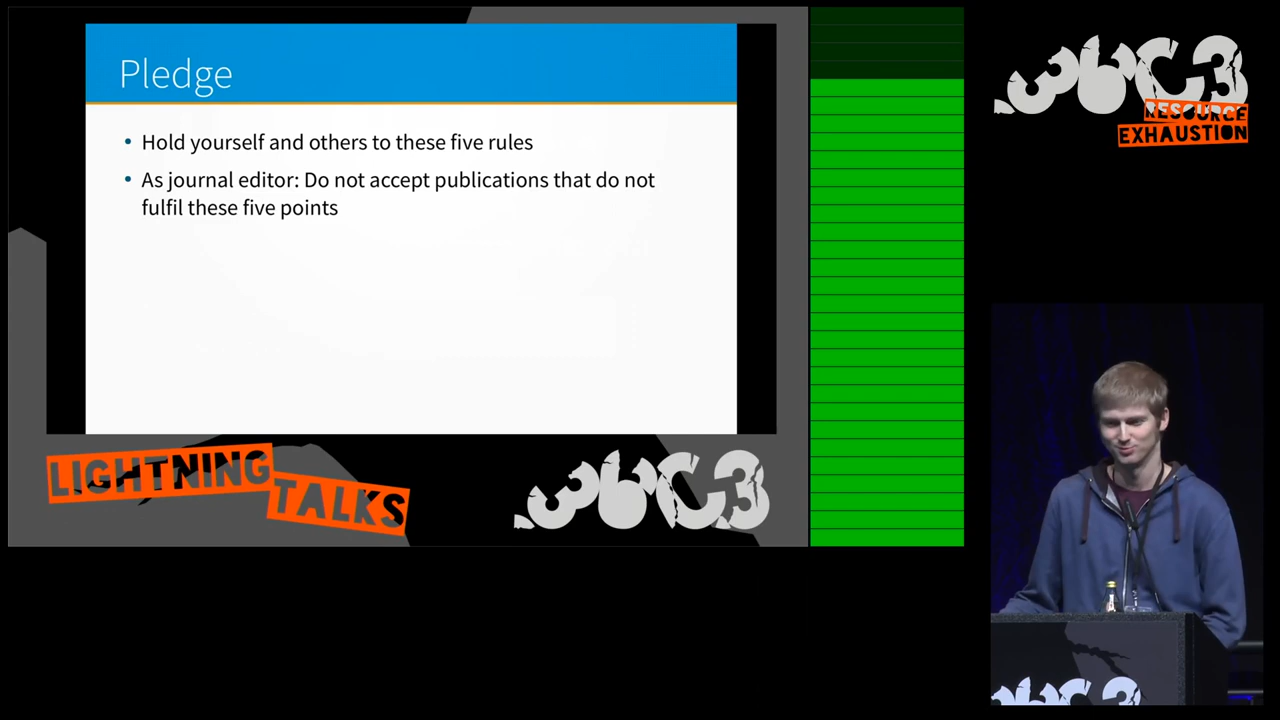 Pledge
• Hold yourself and others to these five rules
• As journal editor: Do not accept publications that do not
fulfil these five points
LIGHTNING
TALKS
36C3
36C3
RESOURCE
EXHAUSTION
36C3